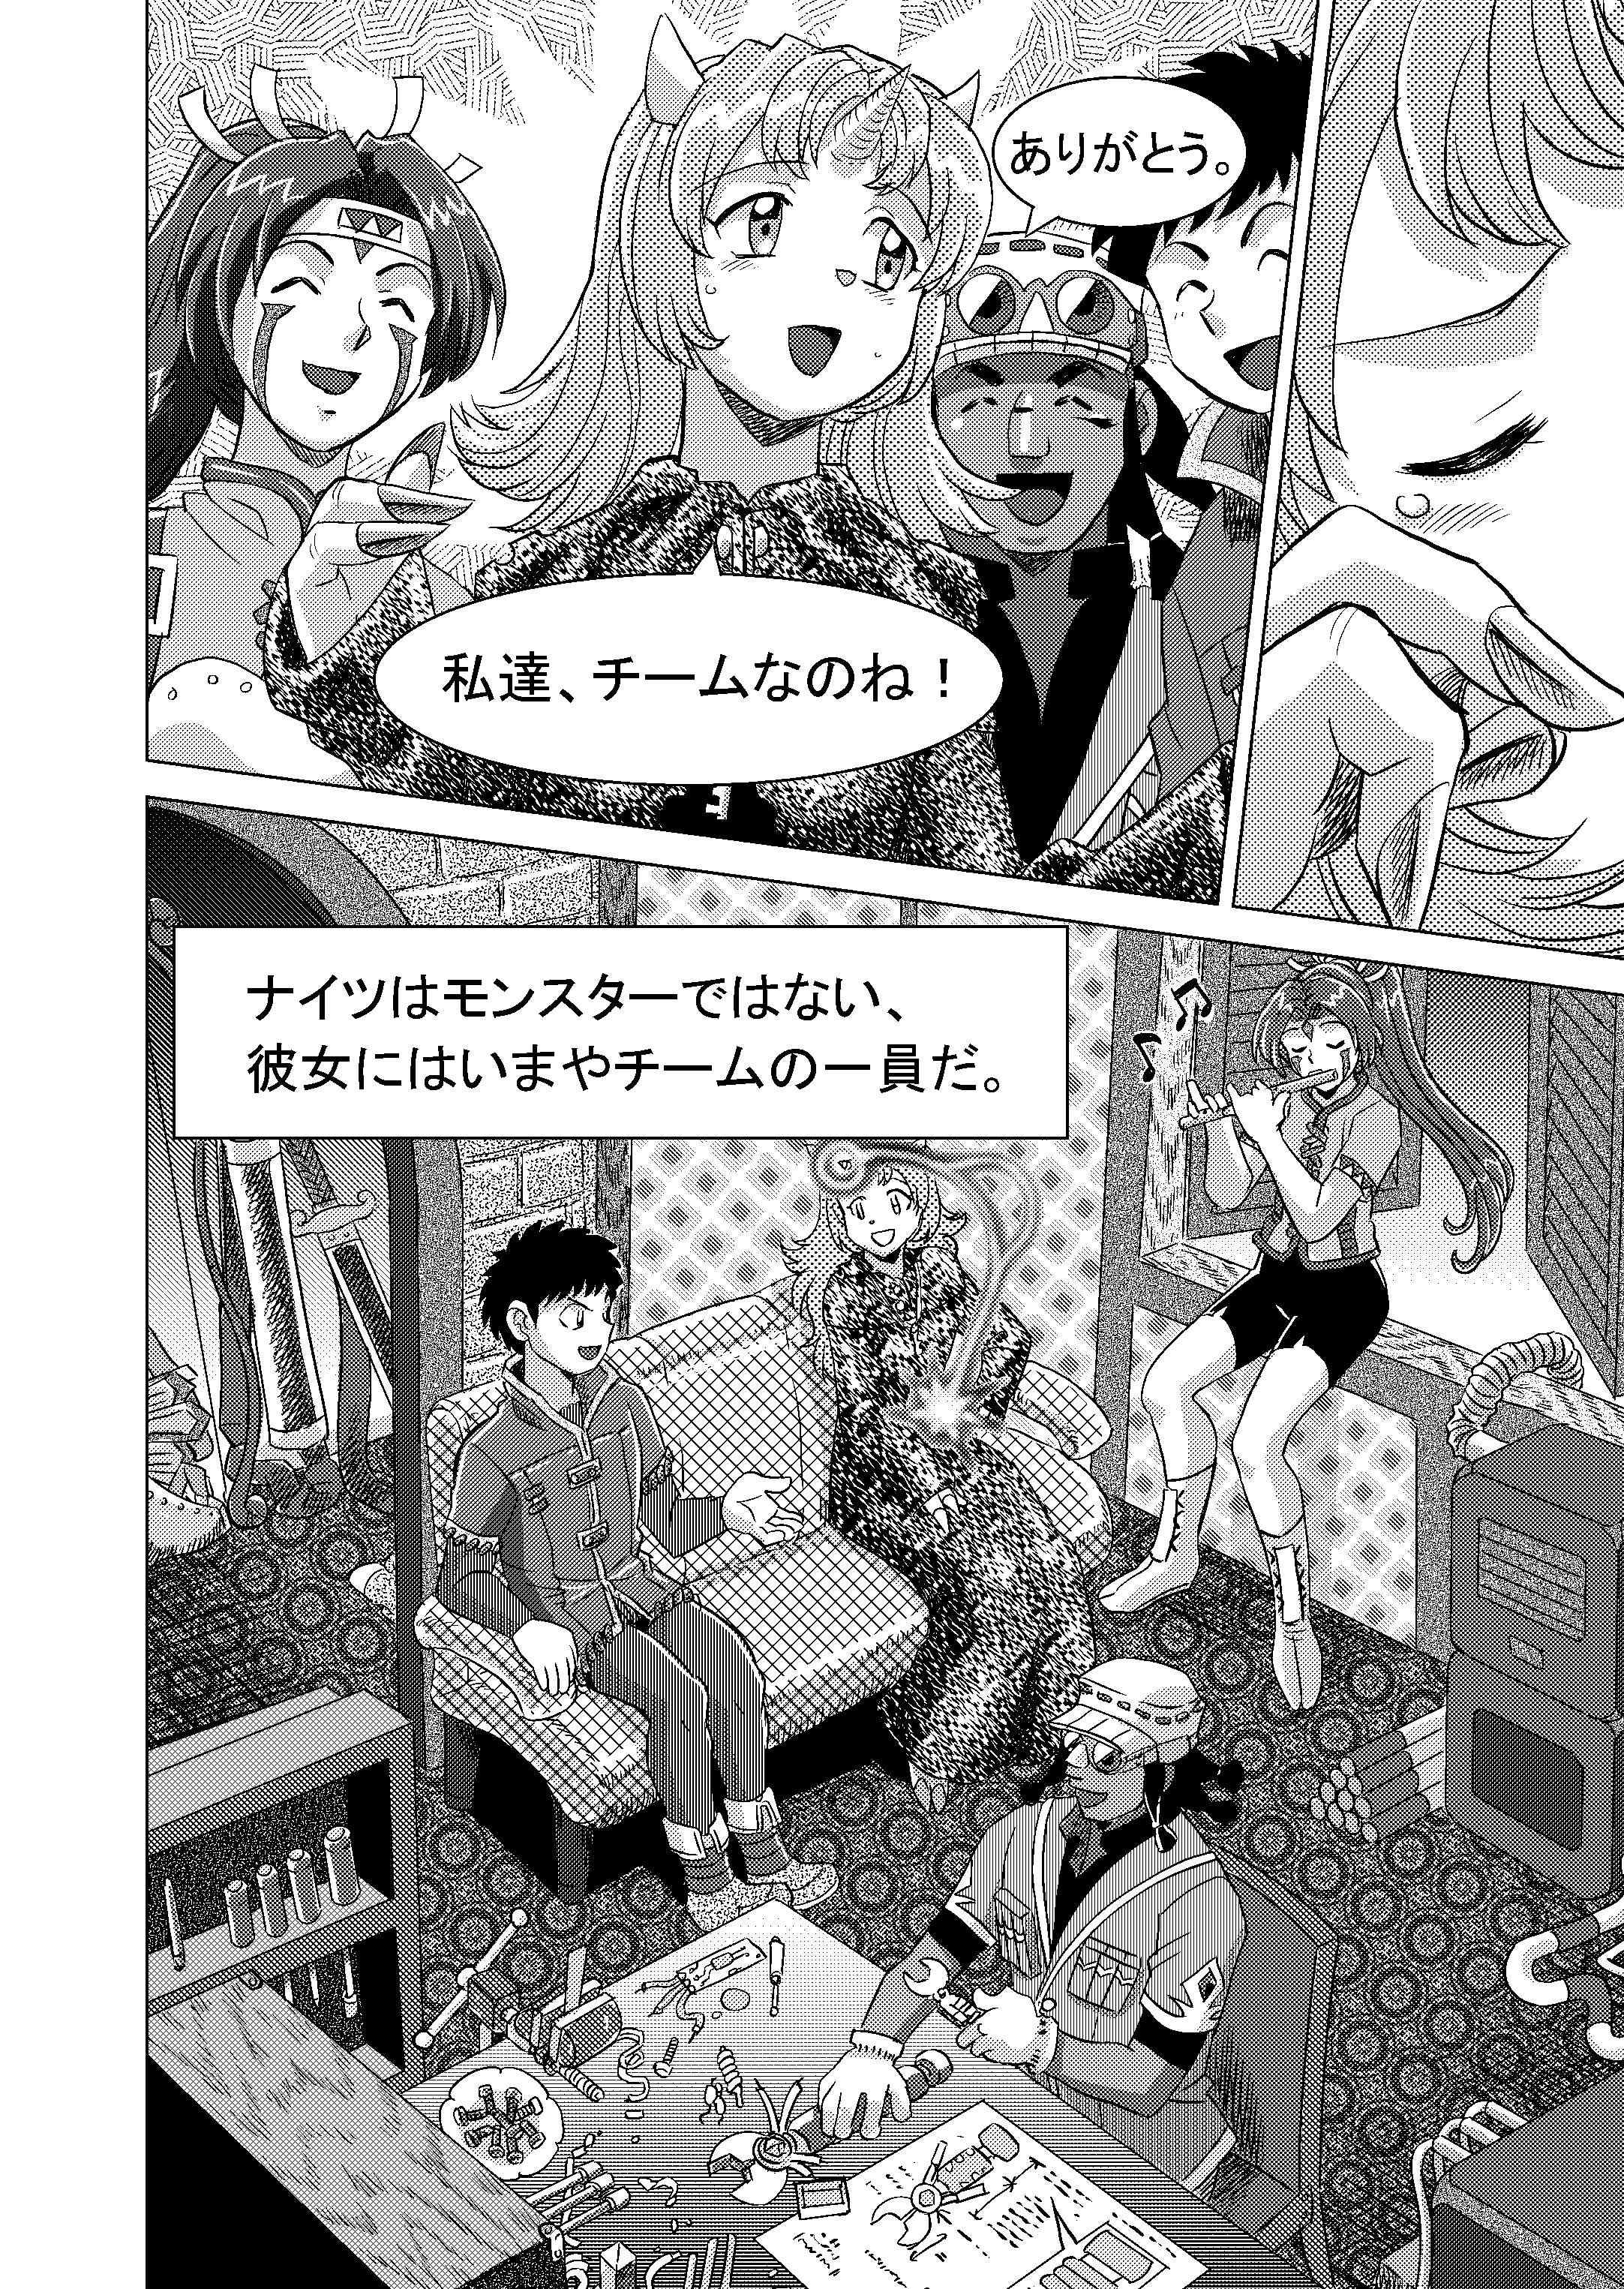 ありがとう。
私達、チームなのね！
ナイツはモンスターではない、
彼女にはいまやチームの一員だ。